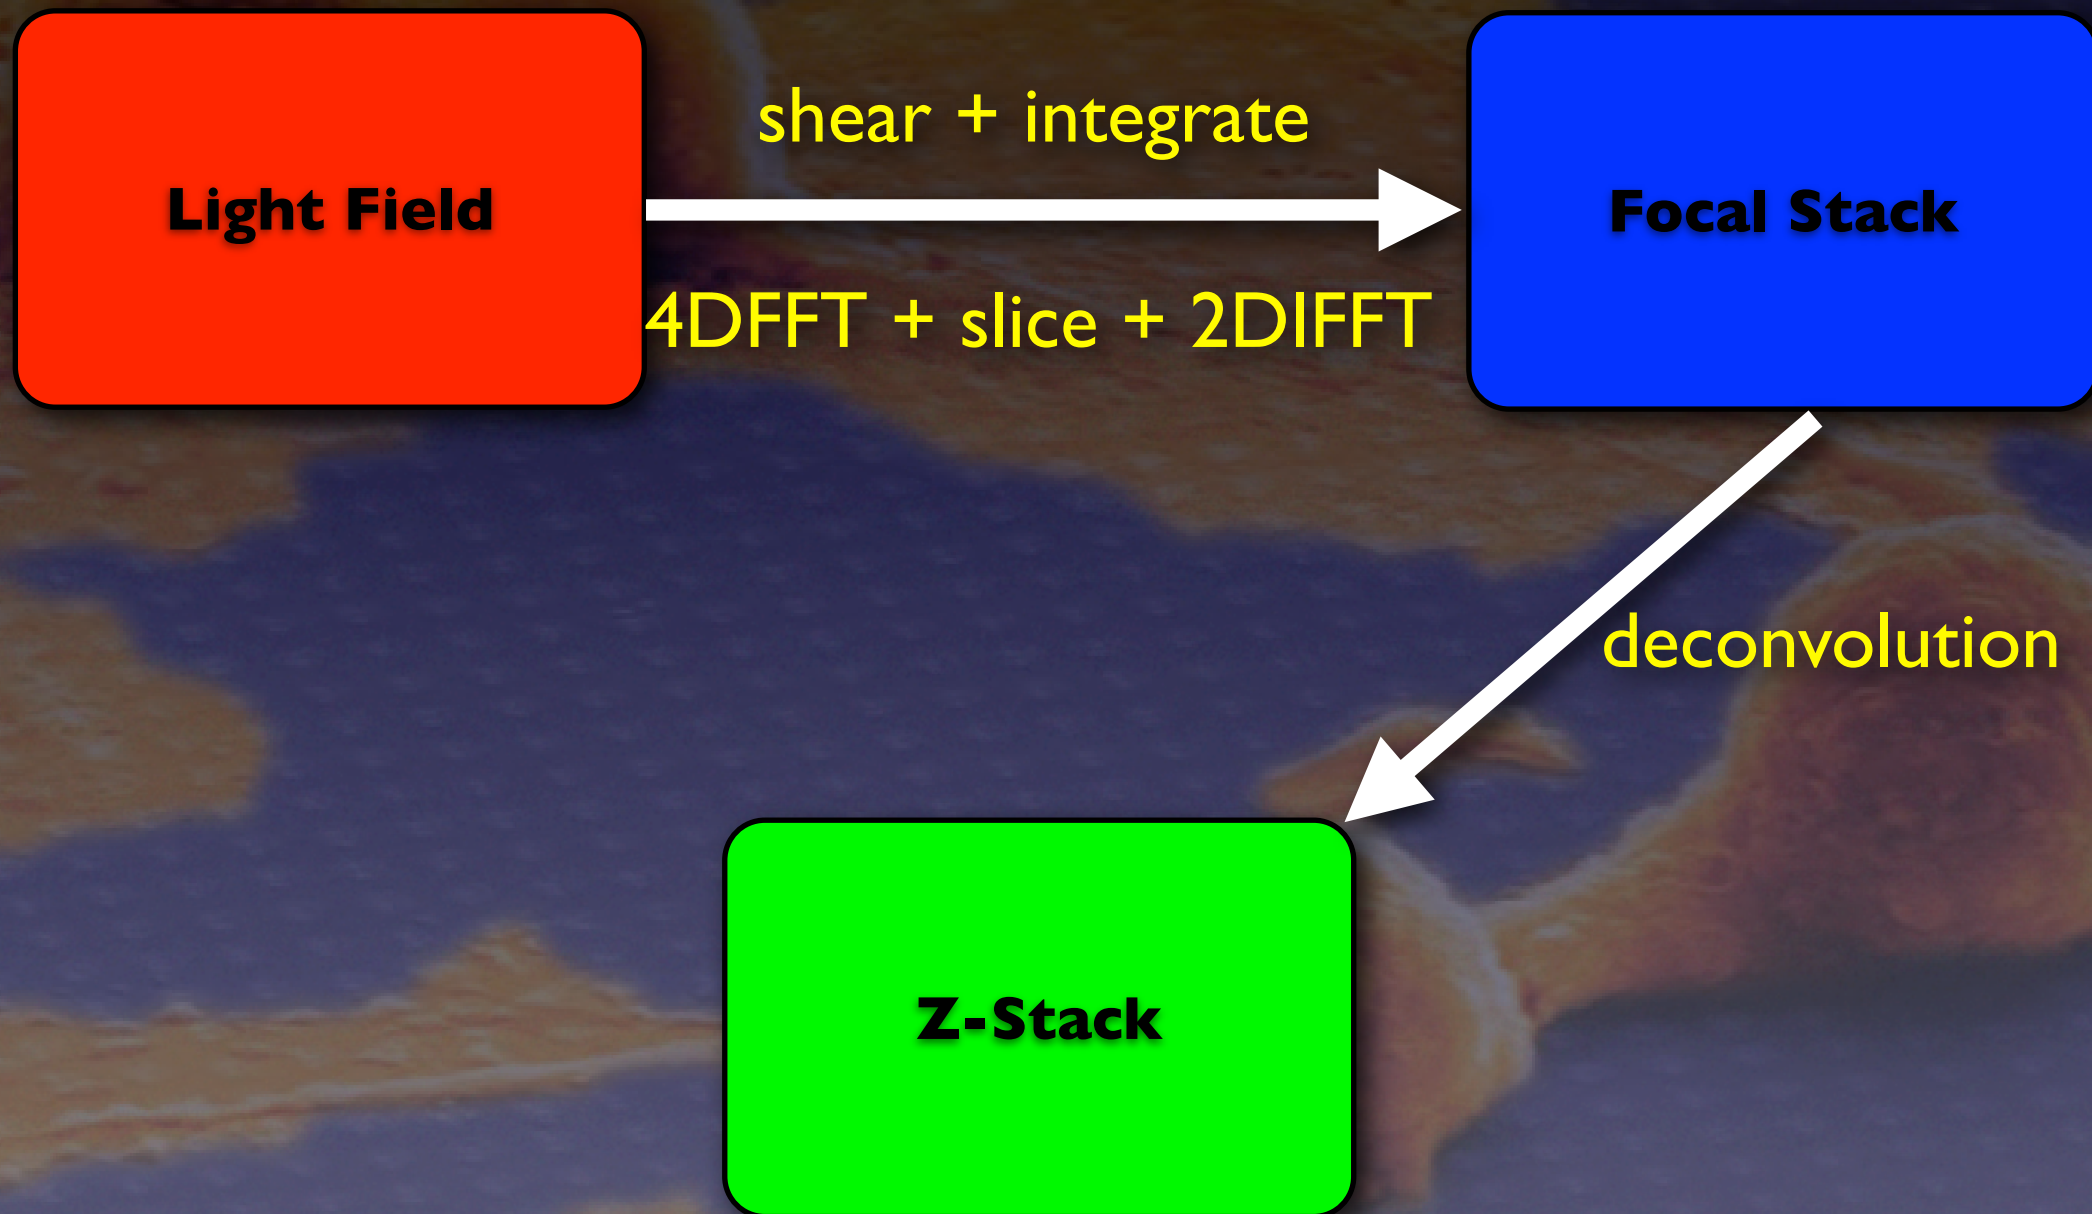 Light Field
shear + integrate
Focal Stack
4DFFT + slice + 2DIFFT
deconvolution
Z-Stack